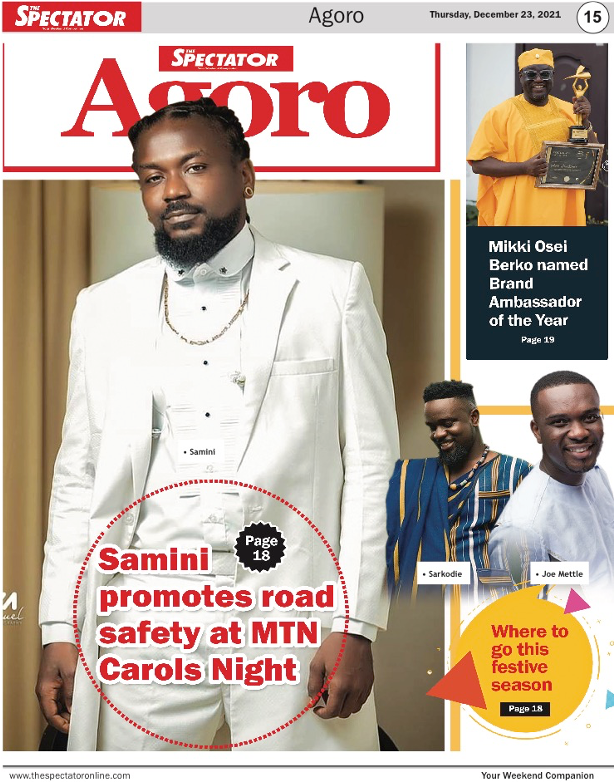 THE
SPECTATOR
Agoro
Thursday, December 23, 2021
15
THE
SPECTATOR
Agoro
Mikki Osei
Berko named
Brand
Ambassador
of the Year
Page 19
• Samini
Page
18
Samini
promotes road
safety at MTN
Carols Night
• Sarkodie
• Joe Mettle
Where to
go this
festive
season
Page 18
www.thespectatoronline.com
Your Weekend Companion